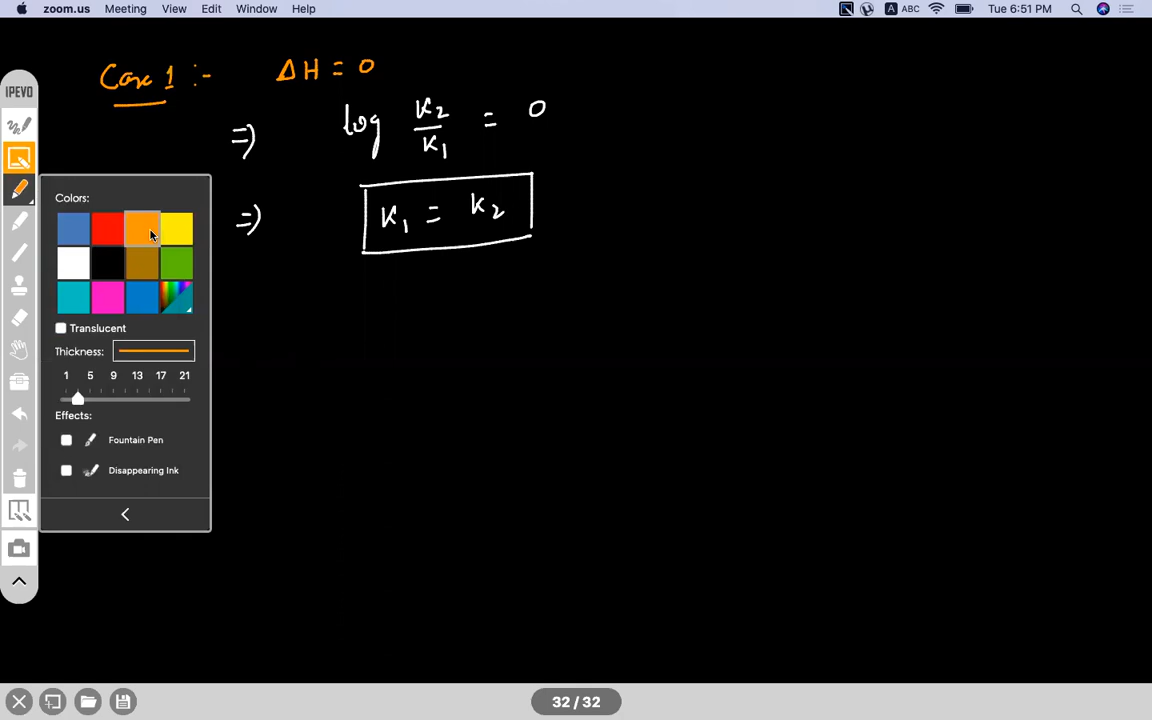 zoom.us Meeting View Edit Window Help A ABC Tue 6:51 PM
Case 1 :- ΔH = 0
IPEVO
⇒ log K2/K1 = 0
⇒ K1 = K2
Colors:
Translucent
Thickness:
1 5 9 13 17 21
Effects:
Fountain Pen
Disappearing Ink
32 / 32